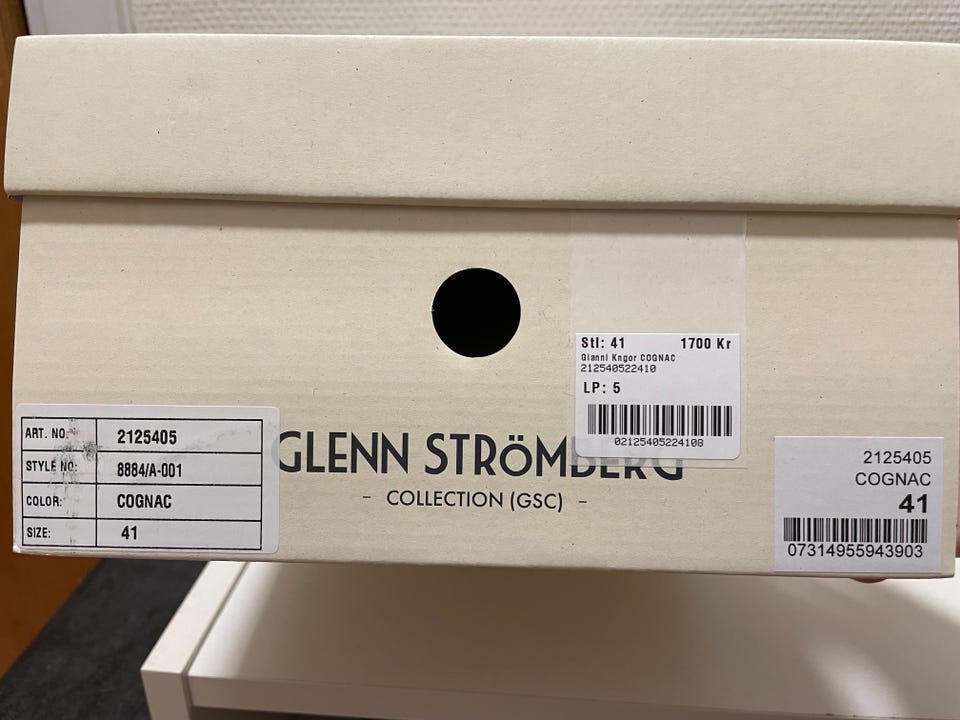 Stl: 41 1700 Kr
Gianni Kngor COGNAC
212540522410
LP: 5
02125405224108
ART. NO: 2125405
STYLE NO: 8884/A-001
COLOR: COGNAC
SIZE: 41
GLENN STRÖMBERG
- COLLECTION (GSC) -
2125405
COGNAC
41
07314955943903